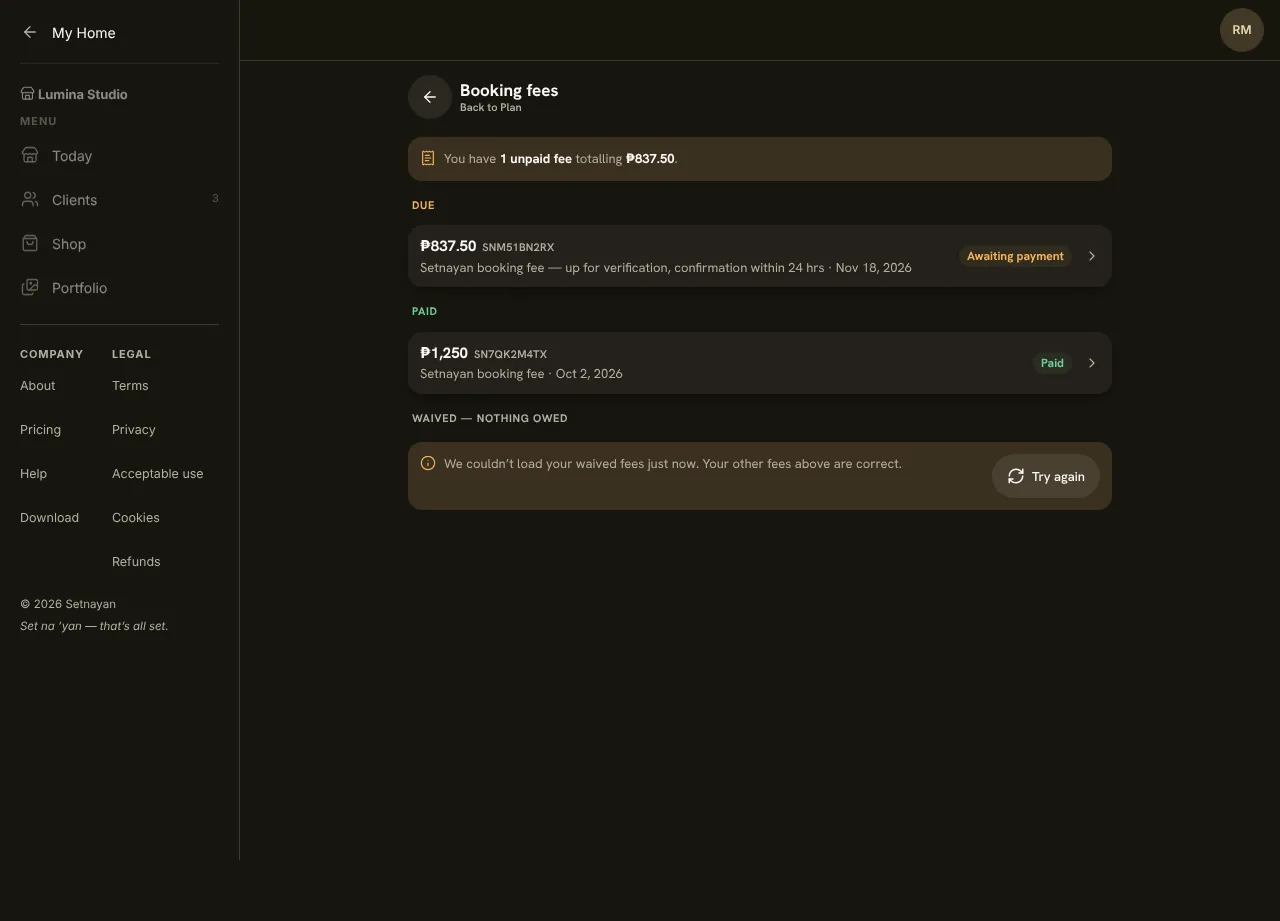 My Home
RM
Lumina Studio
MENU
Today
Clients 3
Shop
Portfolio
COMPANY LEGAL
About Terms
Pricing Privacy
Help Acceptable use
Download Cookies
Refunds
© 2026 Setnayan
Set na ’yan — that’s all set.
Booking fees
Back to Plan
You have 1 unpaid fee totalling ₱837.50.
DUE
₱837.50 SNM51BN2RX
Setnayan booking fee — up for verification, confirmation within 24 hrs · Nov 18, 2026
Awaiting payment
PAID
₱1,250 SN7QK2M4TX
Setnayan booking fee · Oct 2, 2026
Paid
WAIVED — NOTHING OWED
We couldn’t load your waived fees just now. Your other fees above are correct.
Try again